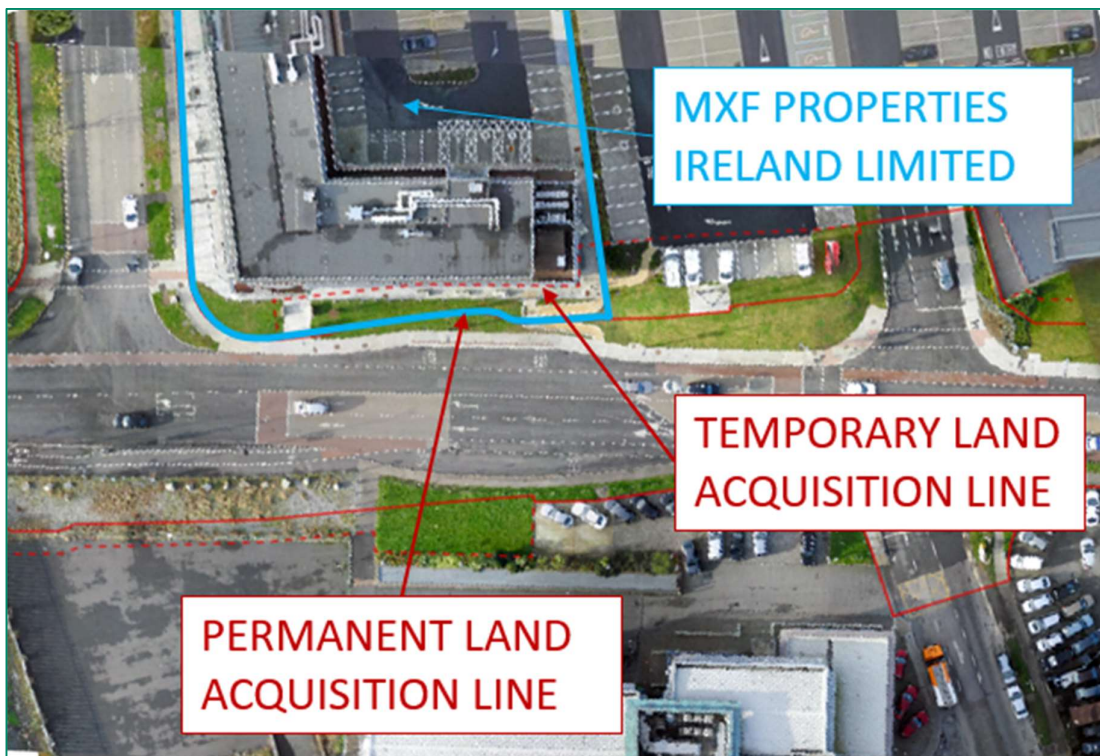 MXF PROPERTIES
IRELAND LIMITED
TEMPORARY LAND
ACQUISITION LINE
PERMANENT LAND
ACQUISITION LINE